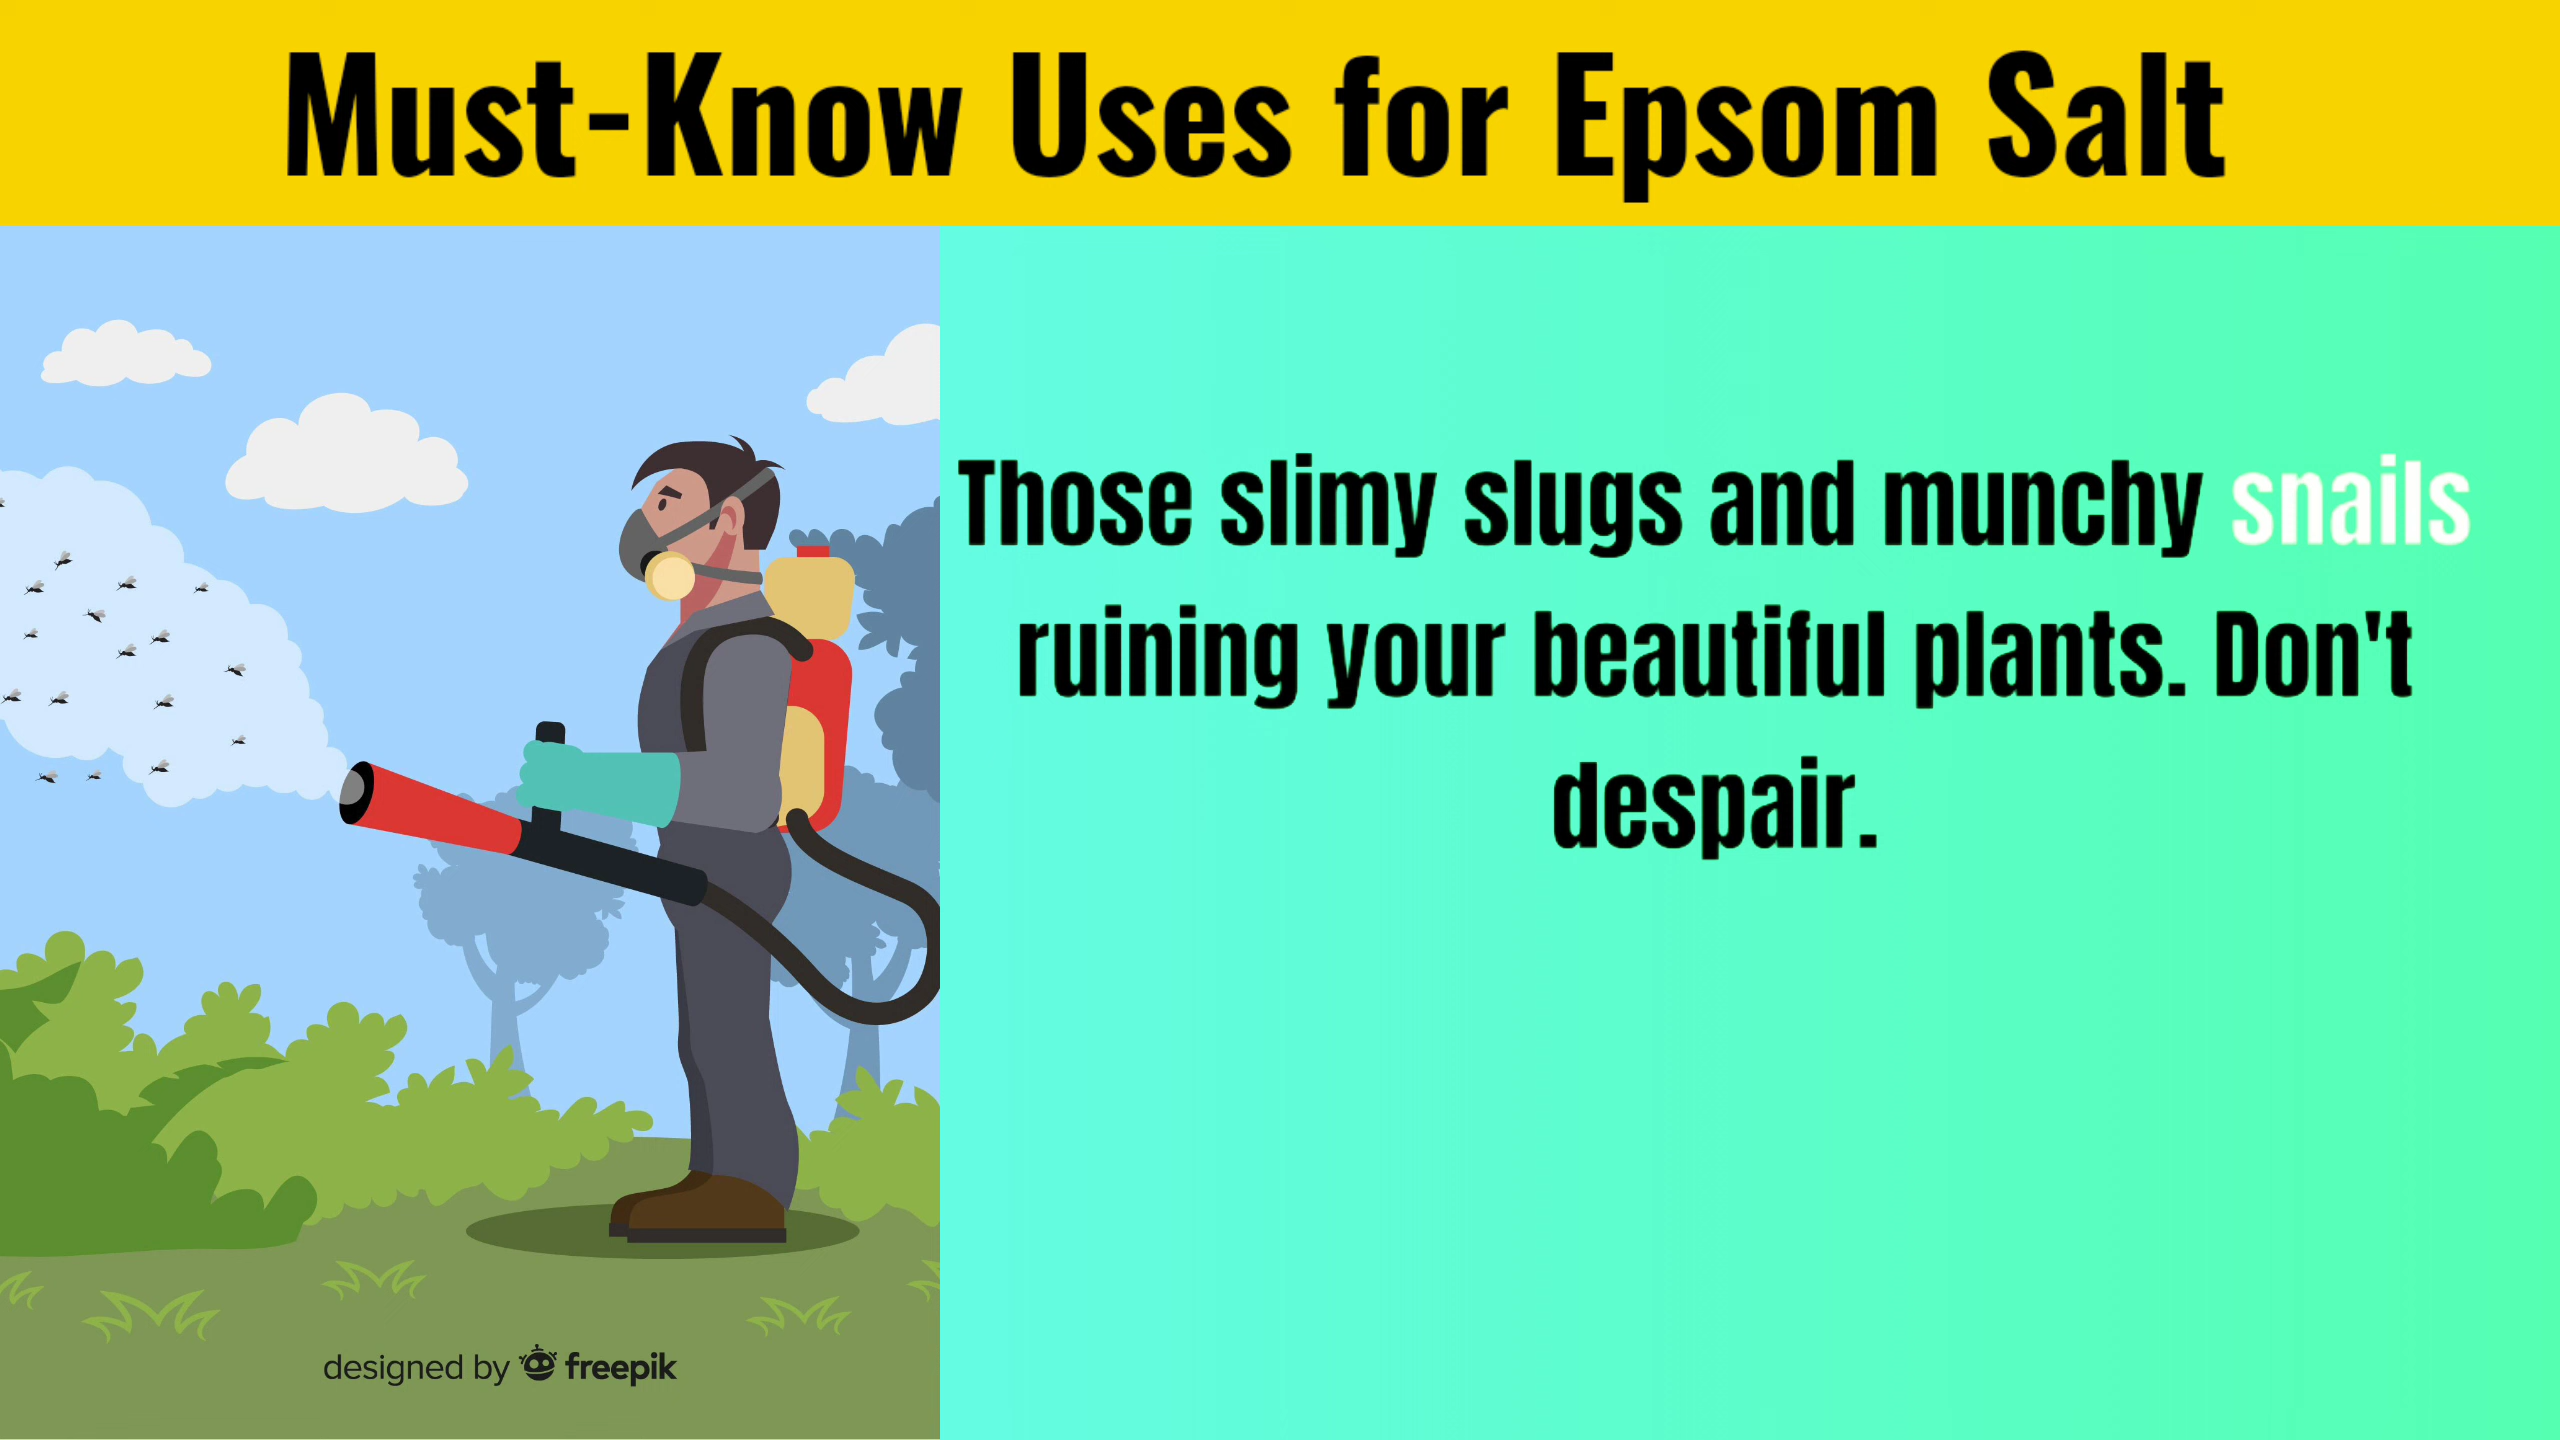 Must-Know Uses for Epsom Salt
Those slimy slugs and munchy snails
ruining your beautiful plants. Don't
despair.
designed by freepik